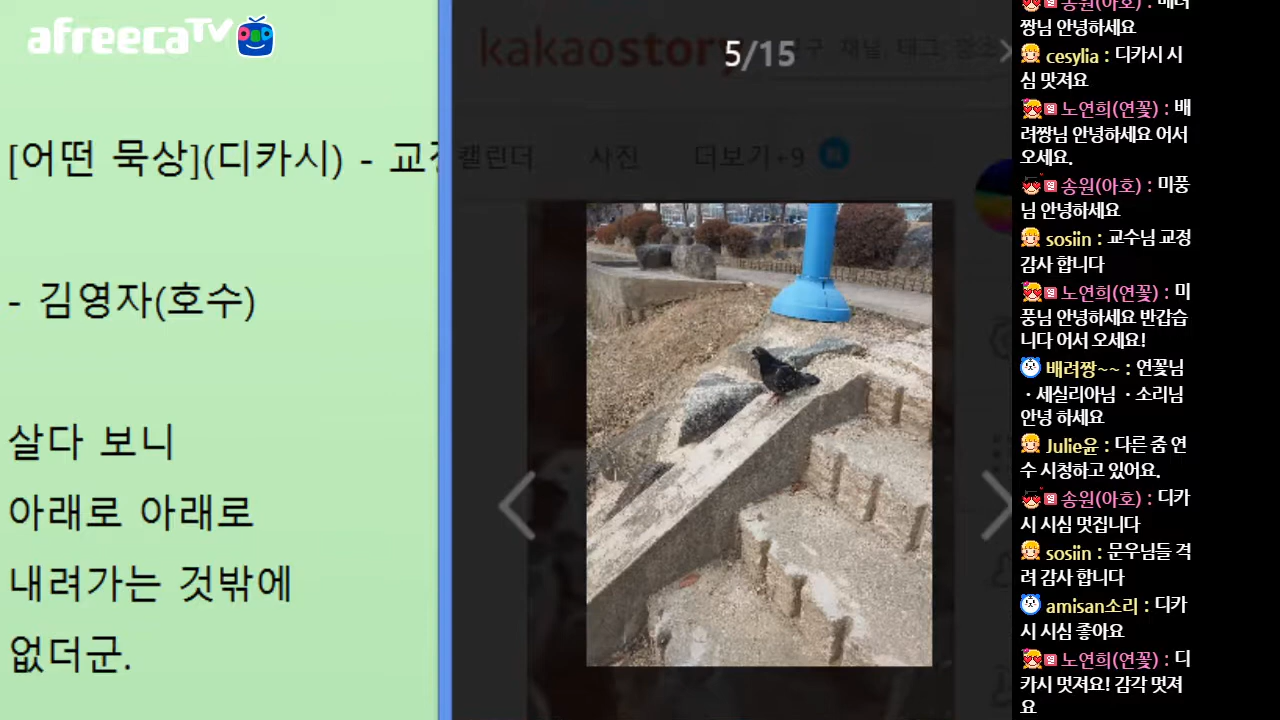 afreecaTV
[어떤 묵상](디카시) - 교정
- 김영자(호수)
살다 보니
아래로 아래로
내려가는 것밖에
없더군.
kakaostory
5/15
캘린더 사진 더보기+9
송원(아호) : 배려
짱님 안녕하세요
cesylia : 디카시 시
심 맛져요
노연희(연꽃) : 배
려짱님 안녕하세요 어서
오세요.
송원(아호) : 미풍
님 안녕하세요
sosiin : 교수님 교정
감사 합니다
노연희(연꽃) : 미
풍님 안녕하세요 반갑습
니다 어서 오세요!
배려짱~~ : 연꽃님
·세실리아님 ·소리님
안녕 하세요
Julie윤 : 다른 줌 연
수 시청하고 있어요.
송원(아호) : 디카
시 시심 멋집니다
sosiin : 문우님들 격
려 감사 합니다
amisan소리 : 디카
시 시심 좋아요
노연희(연꽃) : 디
카시 멋져요! 감각 멋져
요